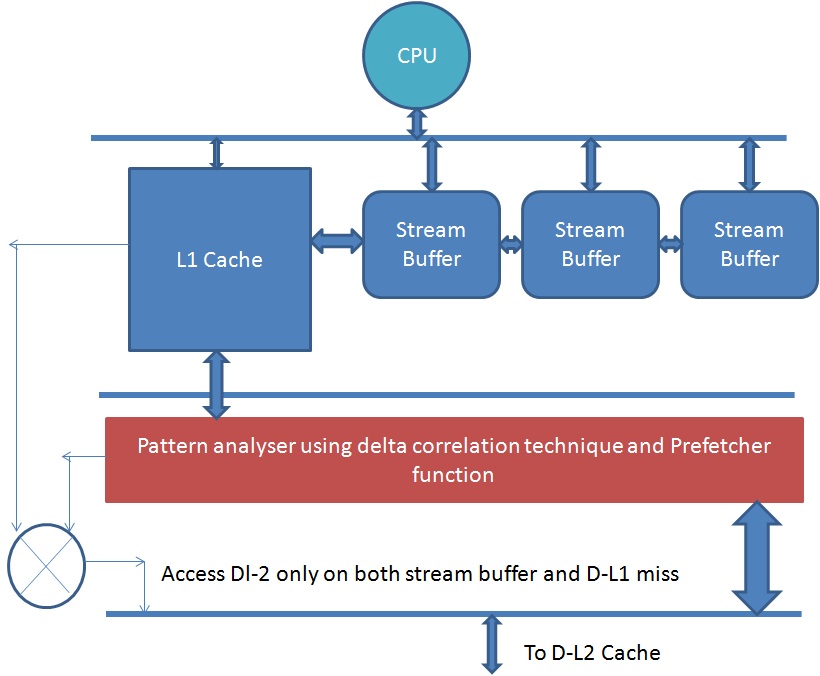 CPU
L1 Cache
Stream
Buffer
Stream
Buffer
Stream
Buffer
Pattern analyser using delta correlation technique and Prefetcher
function
Access Dl-2 only on both stream buffer and D-L1 miss
To D-L2 Cache